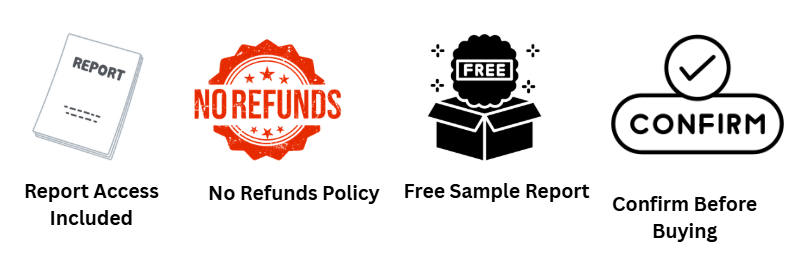 REPORT
NO REFUNDS
FREE
CONFIRM
Report Access
Included
No Refunds Policy
Free Sample Report
Confirm Before
Buying